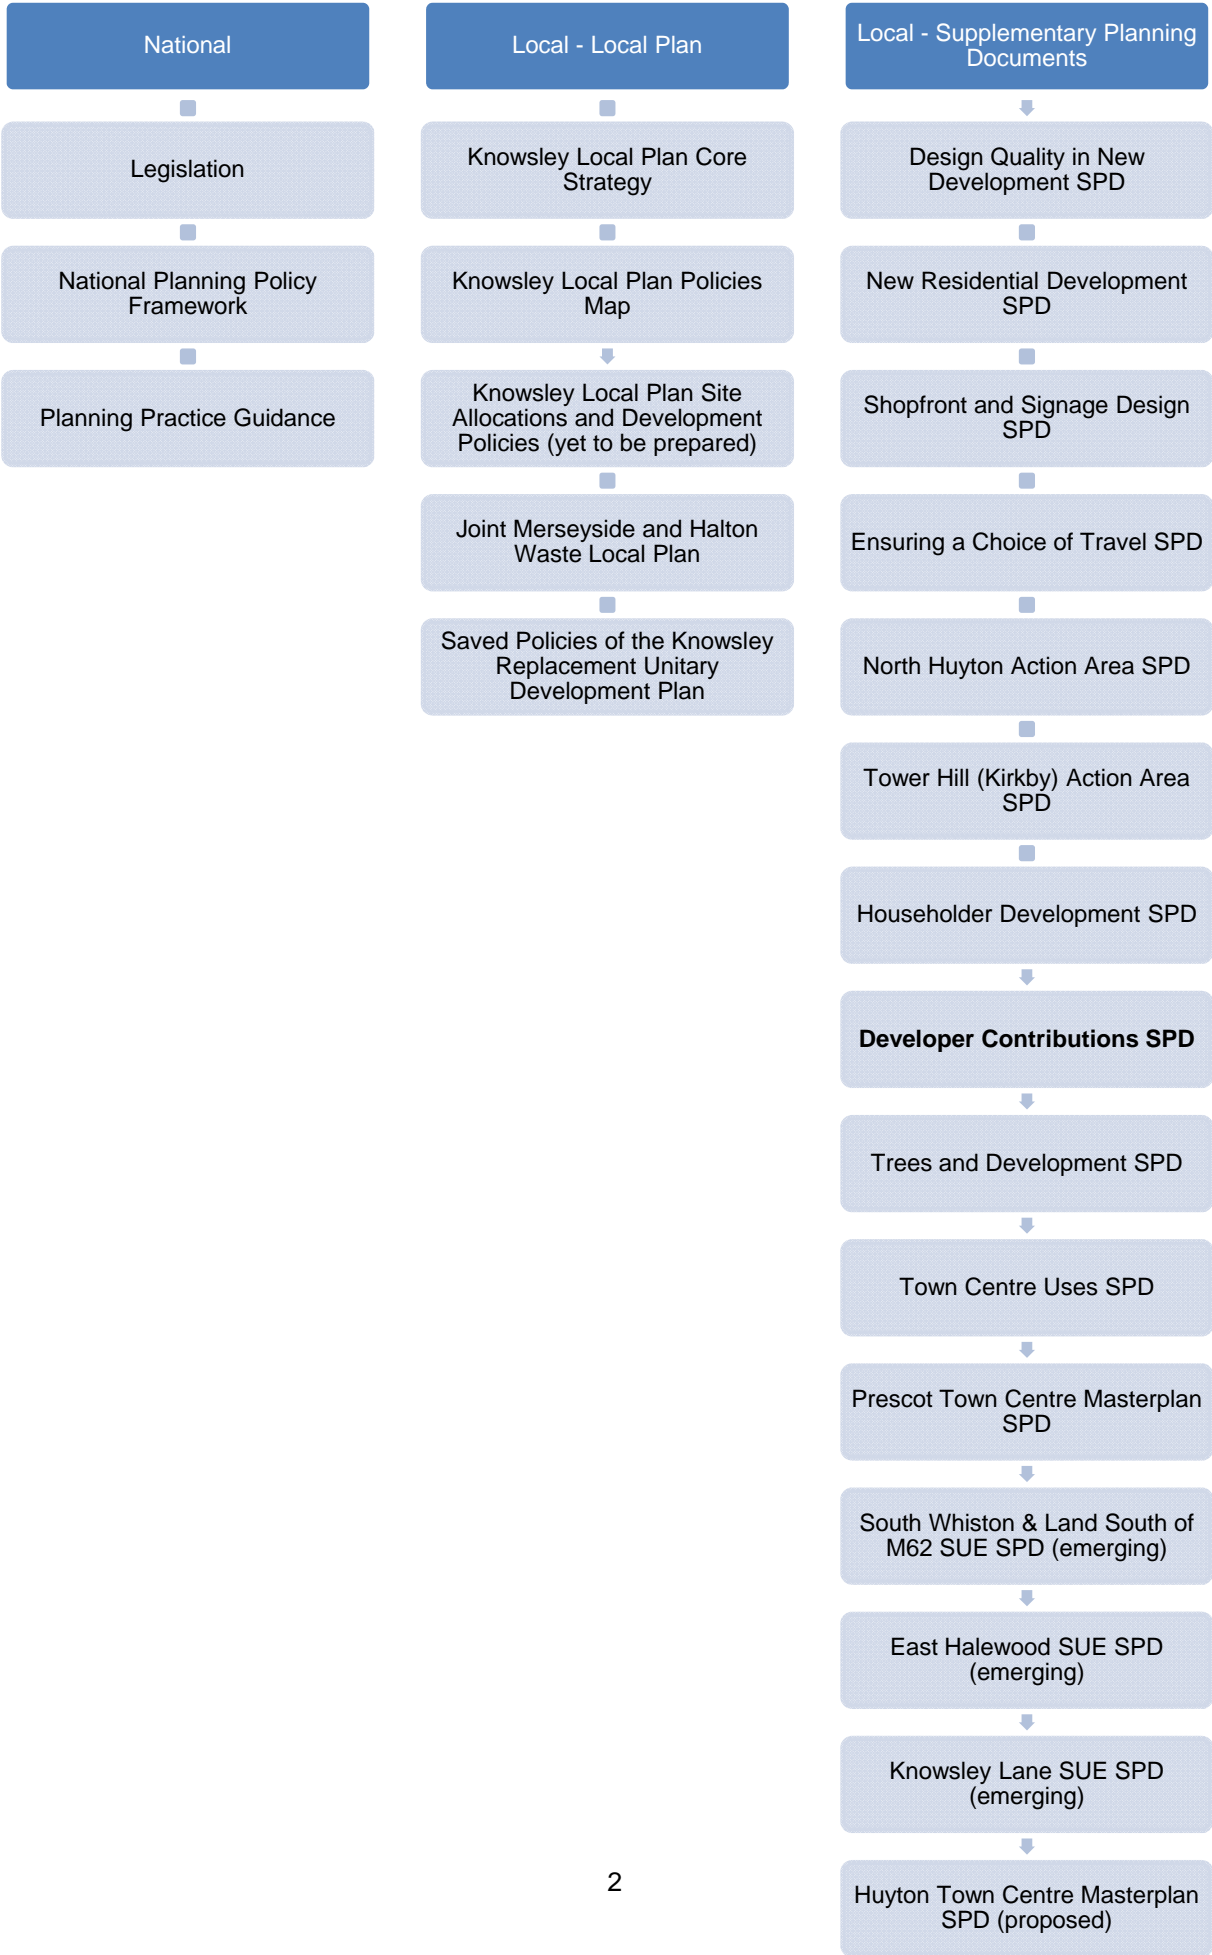 National
Legislation
National Planning Policy
Framework
Planning Practice Guidance
Local - Local Plan
Knowsley Local Plan Core
Strategy
Knowsley Local Plan Policies
Map
Knowsley Local Plan Site
Allocations and Development
Policies (yet to be prepared)
Joint Merseyside and Halton
Waste Local Plan
Saved Policies of the Knowsley
Replacement Unitary
Development Plan
Local - Supplementary Planning
Documents
Design Quality in New
Development SPD
New Residential Development
SPD
Shopfront and Signage Design
SPD
Ensuring a Choice of Travel SPD
North Huyton Action Area SPD
Tower Hill (Kirkby) Action Area
SPD
Householder Development SPD
Developer Contributions SPD
Trees and Development SPD
Town Centre Uses SPD
Prescot Town Centre Masterplan
SPD
South Whiston & Land South of
M62 SUE SPD (emerging)
East Halewood SUE SPD
(emerging)
Knowsley Lane SUE SPD
(emerging)
Huyton Town Centre Masterplan
SPD (proposed)
2